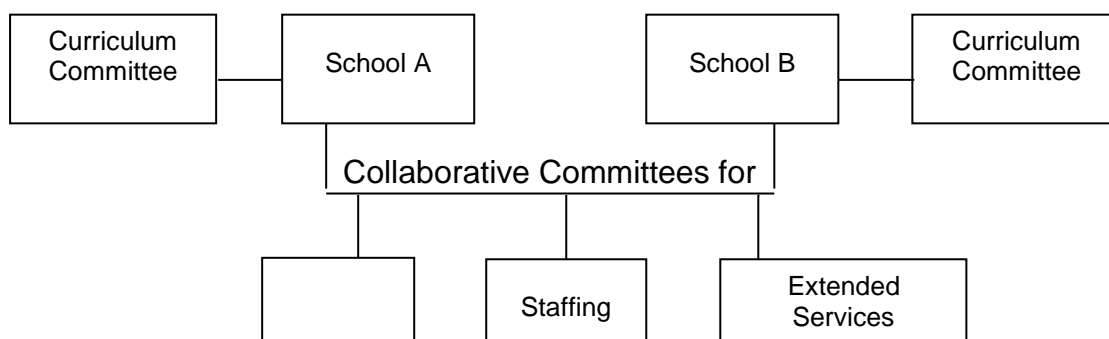 Curriculum
Committee
School A
School B
Curriculum
Committee
Collaborative Committees for
Staffing
Extended
Services